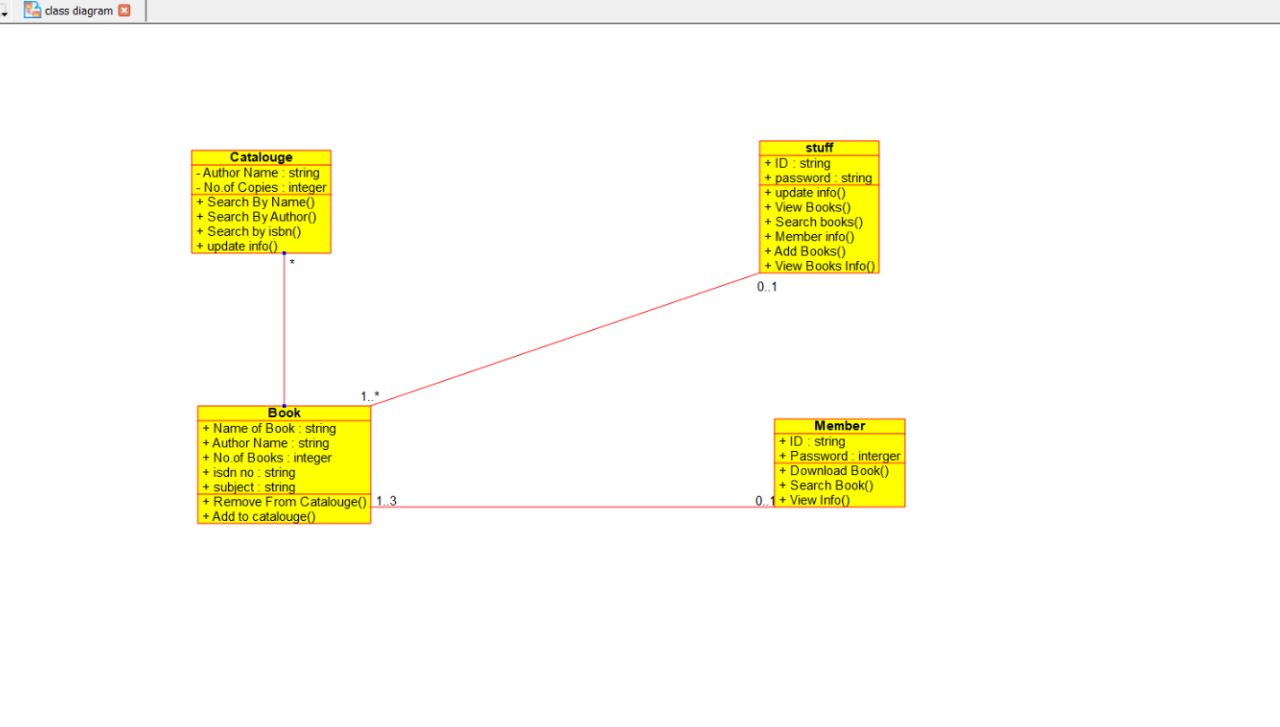 class diagram
Catalouge
- Author Name : string
- No.of Copies : integer
+ Search By Name()
+ Search By Author()
+ Search by isbn()
+ update info()
*
stuff
+ ID : string
+ password : string
+ update info()
+ View Books()
+ Search books()
+ Member info()
+ Add Books()
+ View Books Info()
0..1
1..*
Book
+ Name of Book : string
+ Author Name : string
+ No.of Books : integer
+ isdn no : string
+ subject : string
+ Remove From Catalouge()
+ Add to catalouge()
1..3
0..1
Member
+ ID : string
+ Password : interger
+ Download Book()
+ Search Book()
+ View Info()